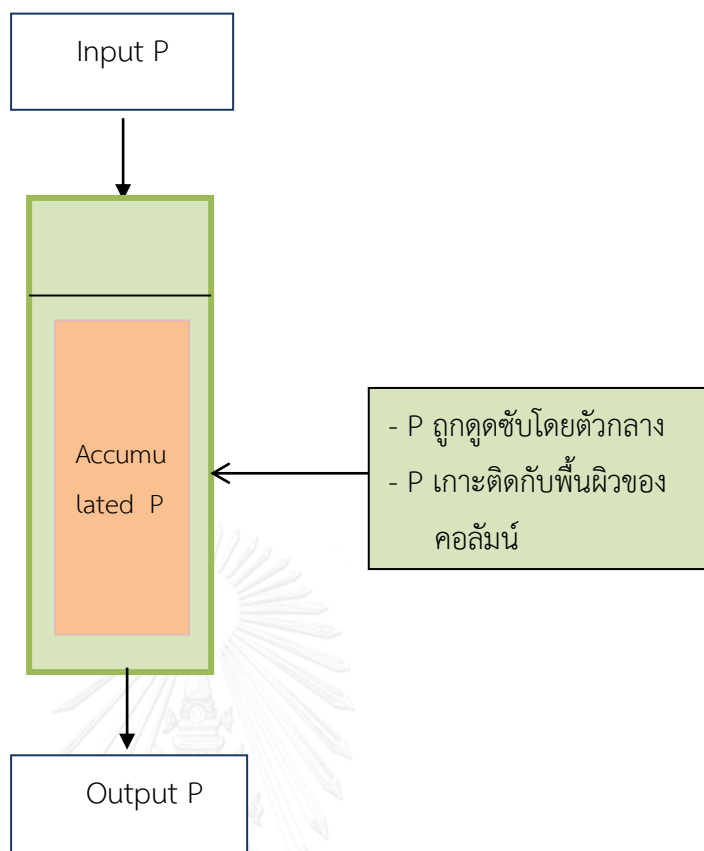 Input P
Accumu
lated P
- P ถูกดูดซับโดยตัวกลาง
- P เกาะติดกับพื้นผิวของ
คอลัมน์
Output P